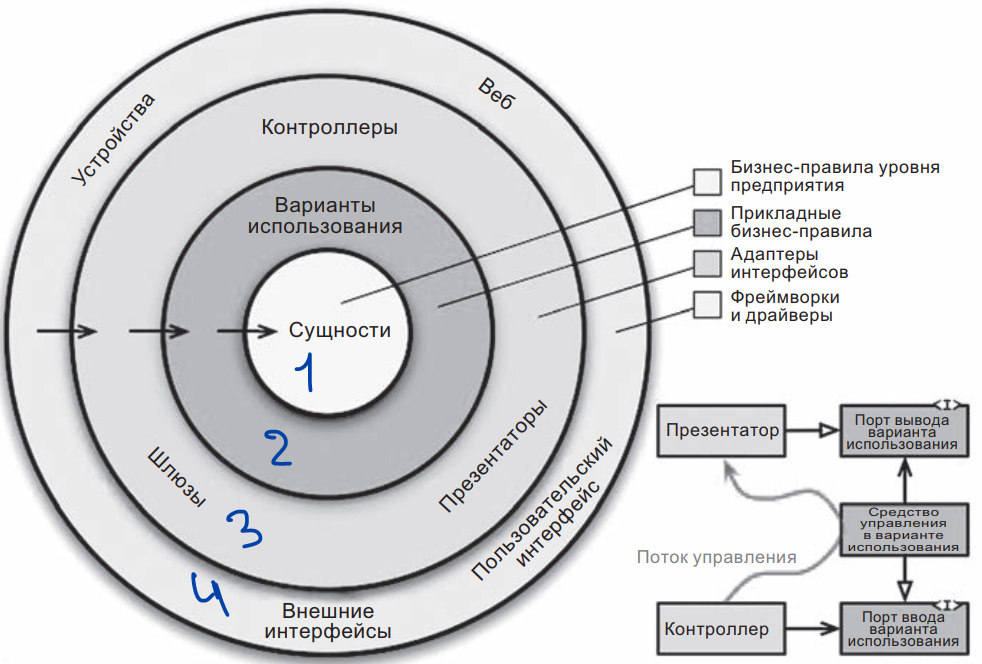 Устройства
Веб
Контроллеры
Варианты
использования
Сущности
1
2
Шлюзы
3
Презентаторы
4
Пользовательский
интерфейс
Внешние
интерфейсы
Бизнес-правила уровня
предприятия
Прикладные
бизнес-правила
Адаптеры
интерфейсов
Фреймворки
и драйверы
Презентатор
<I>
Порт вывода
варианта
использования
Средство
управления
в варианте
использования
Поток управления
Контроллер
<I>
Порт ввода
варианта
использования